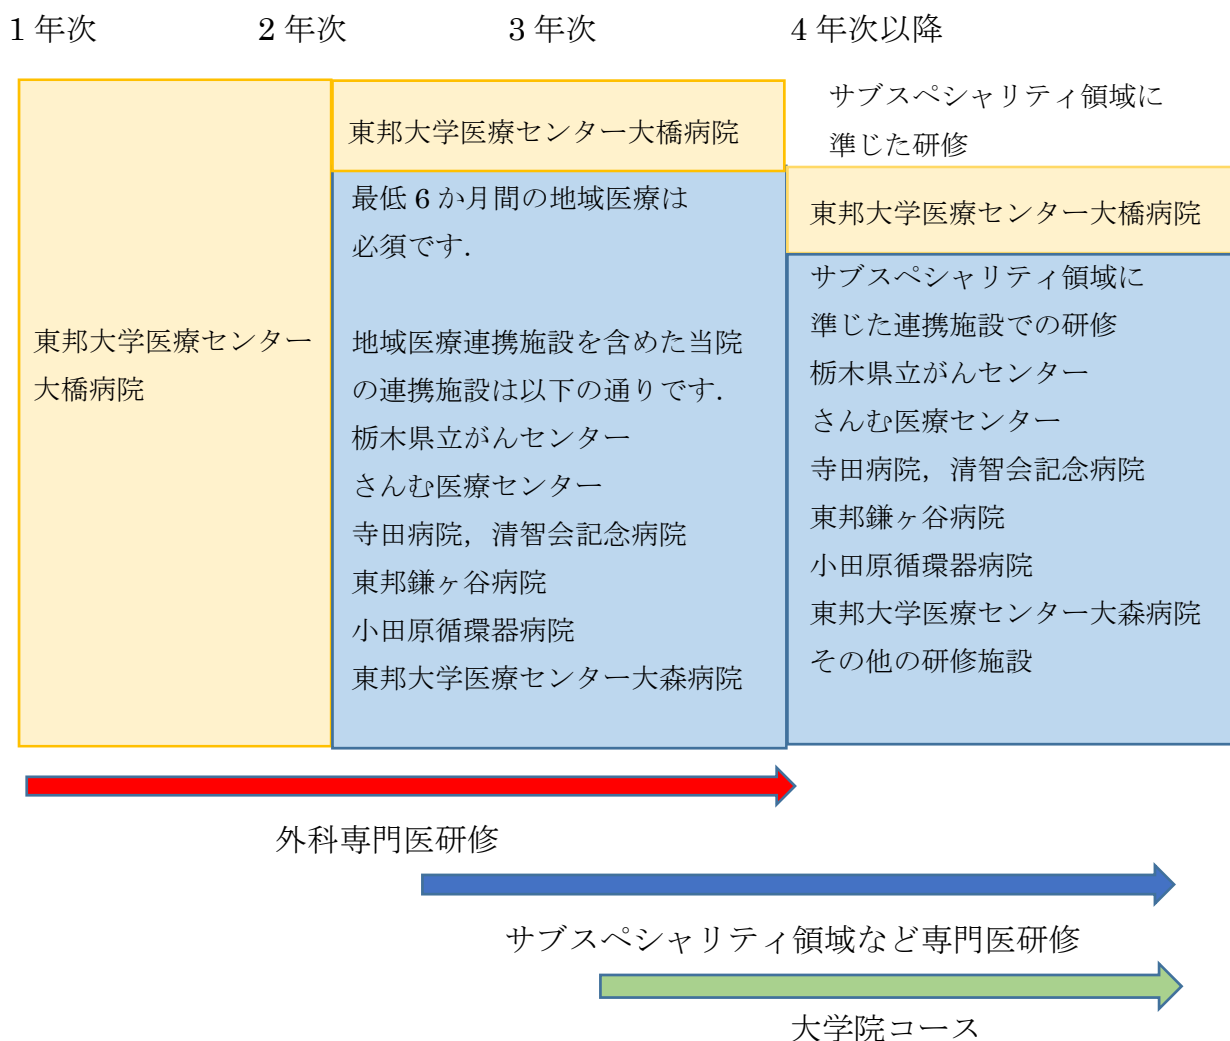 1 年次 2 年次 3 年次 4 年次以降
東邦大学医療センター
大橋病院
東邦大学医療センター大橋病院
最低 6 か月間の地域医療は
必須です．
地域医療連携施設を含めた当院
の連携施設は以下の通りです．
栃木県立がんセンター
さんむ医療センター
寺田病院，清智会記念病院
東邦鎌ヶ谷病院
小田原循環器病院
東邦大学医療センター大森病院
サブスペシャリティ領域に
準じた研修
東邦大学医療センター大橋病院
サブスペシャリティ領域に
準じた連携施設での研修
栃木県立がんセンター
さんむ医療センター
寺田病院，清智会記念病院
東邦鎌ヶ谷病院
小田原循環器病院
東邦大学医療センター大森病院
その他の研修施設
外科専門医研修
サブスペシャリティ領域など専門医研修
大学院コース